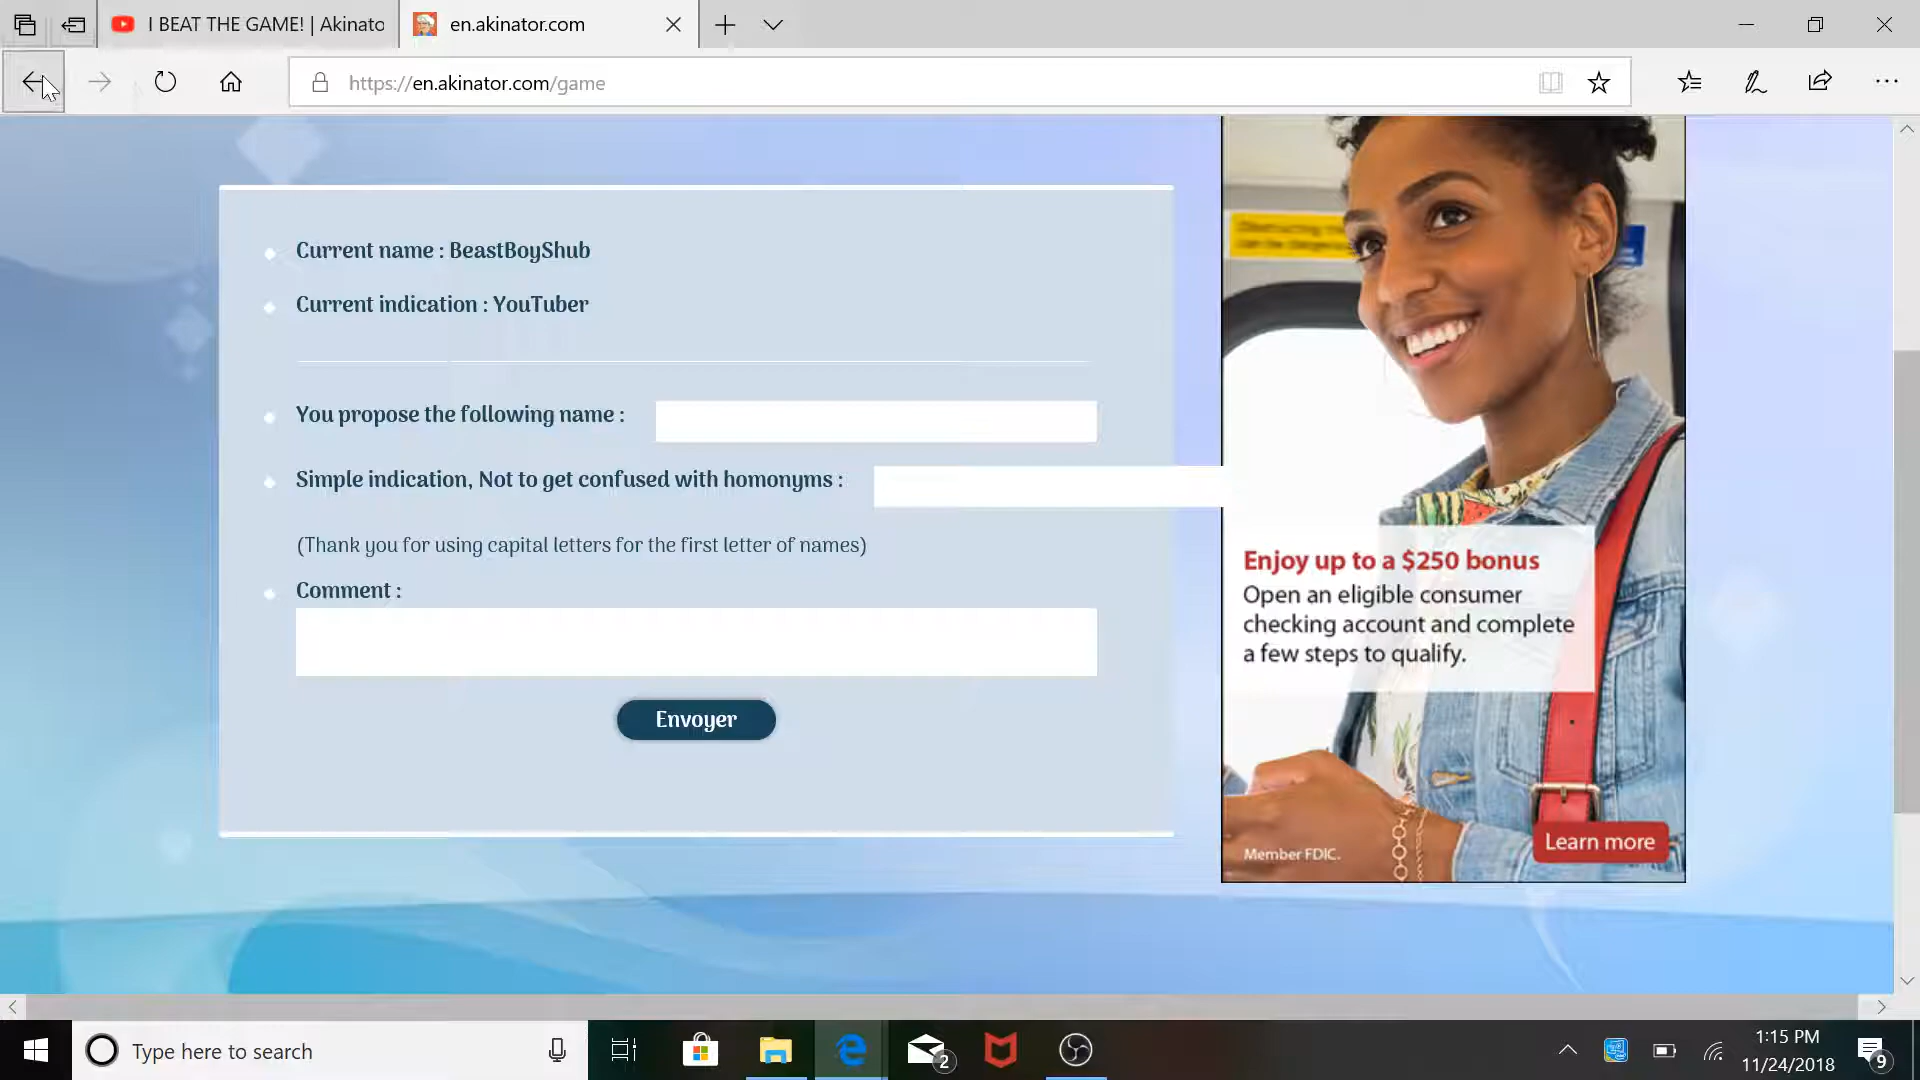 I BEAT THE GAME! | Akinato
en.akinator.com
https://en.akinator.com/game
Current name : BeastBoyShub
Current indication : YouTuber
You propose the following name :
Simple indication, Not to get confused with homonyms :
(Thank you for using capital letters for the first letter of names)
Comment :
Envoyer
Enjoy up to a $250 bonus
Open an eligible consumer
checking account and complete
a few steps to qualify.
Member FDIC.
Learn more
Type here to search
2
1:15 PM
11/24/2018
9